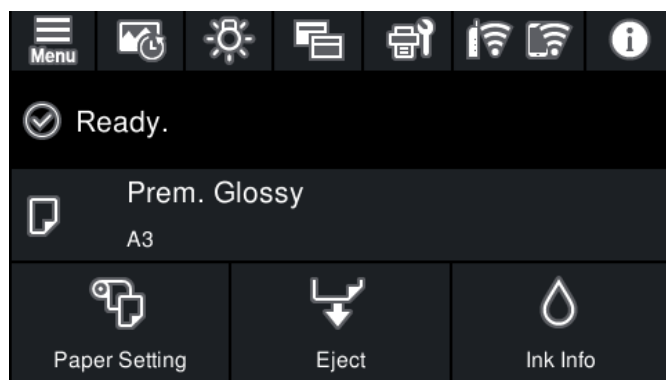 Menu
Ready.
Prem. Glossy
A3
Paper Setting
Eject
Ink Info